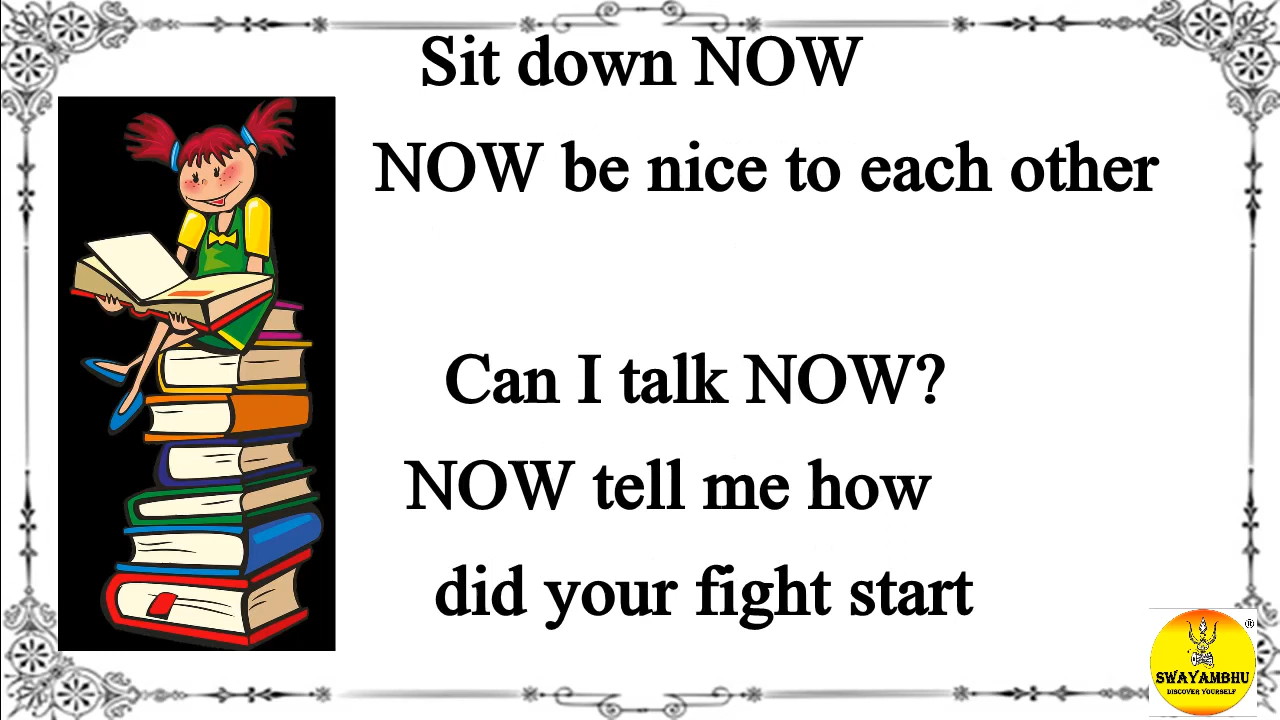 Sit down NOW
NOW be nice to each other
Can I talk NOW?
NOW tell me how
did your fight start
®
SWAYAMBHU
DISCOVER YOURSELF